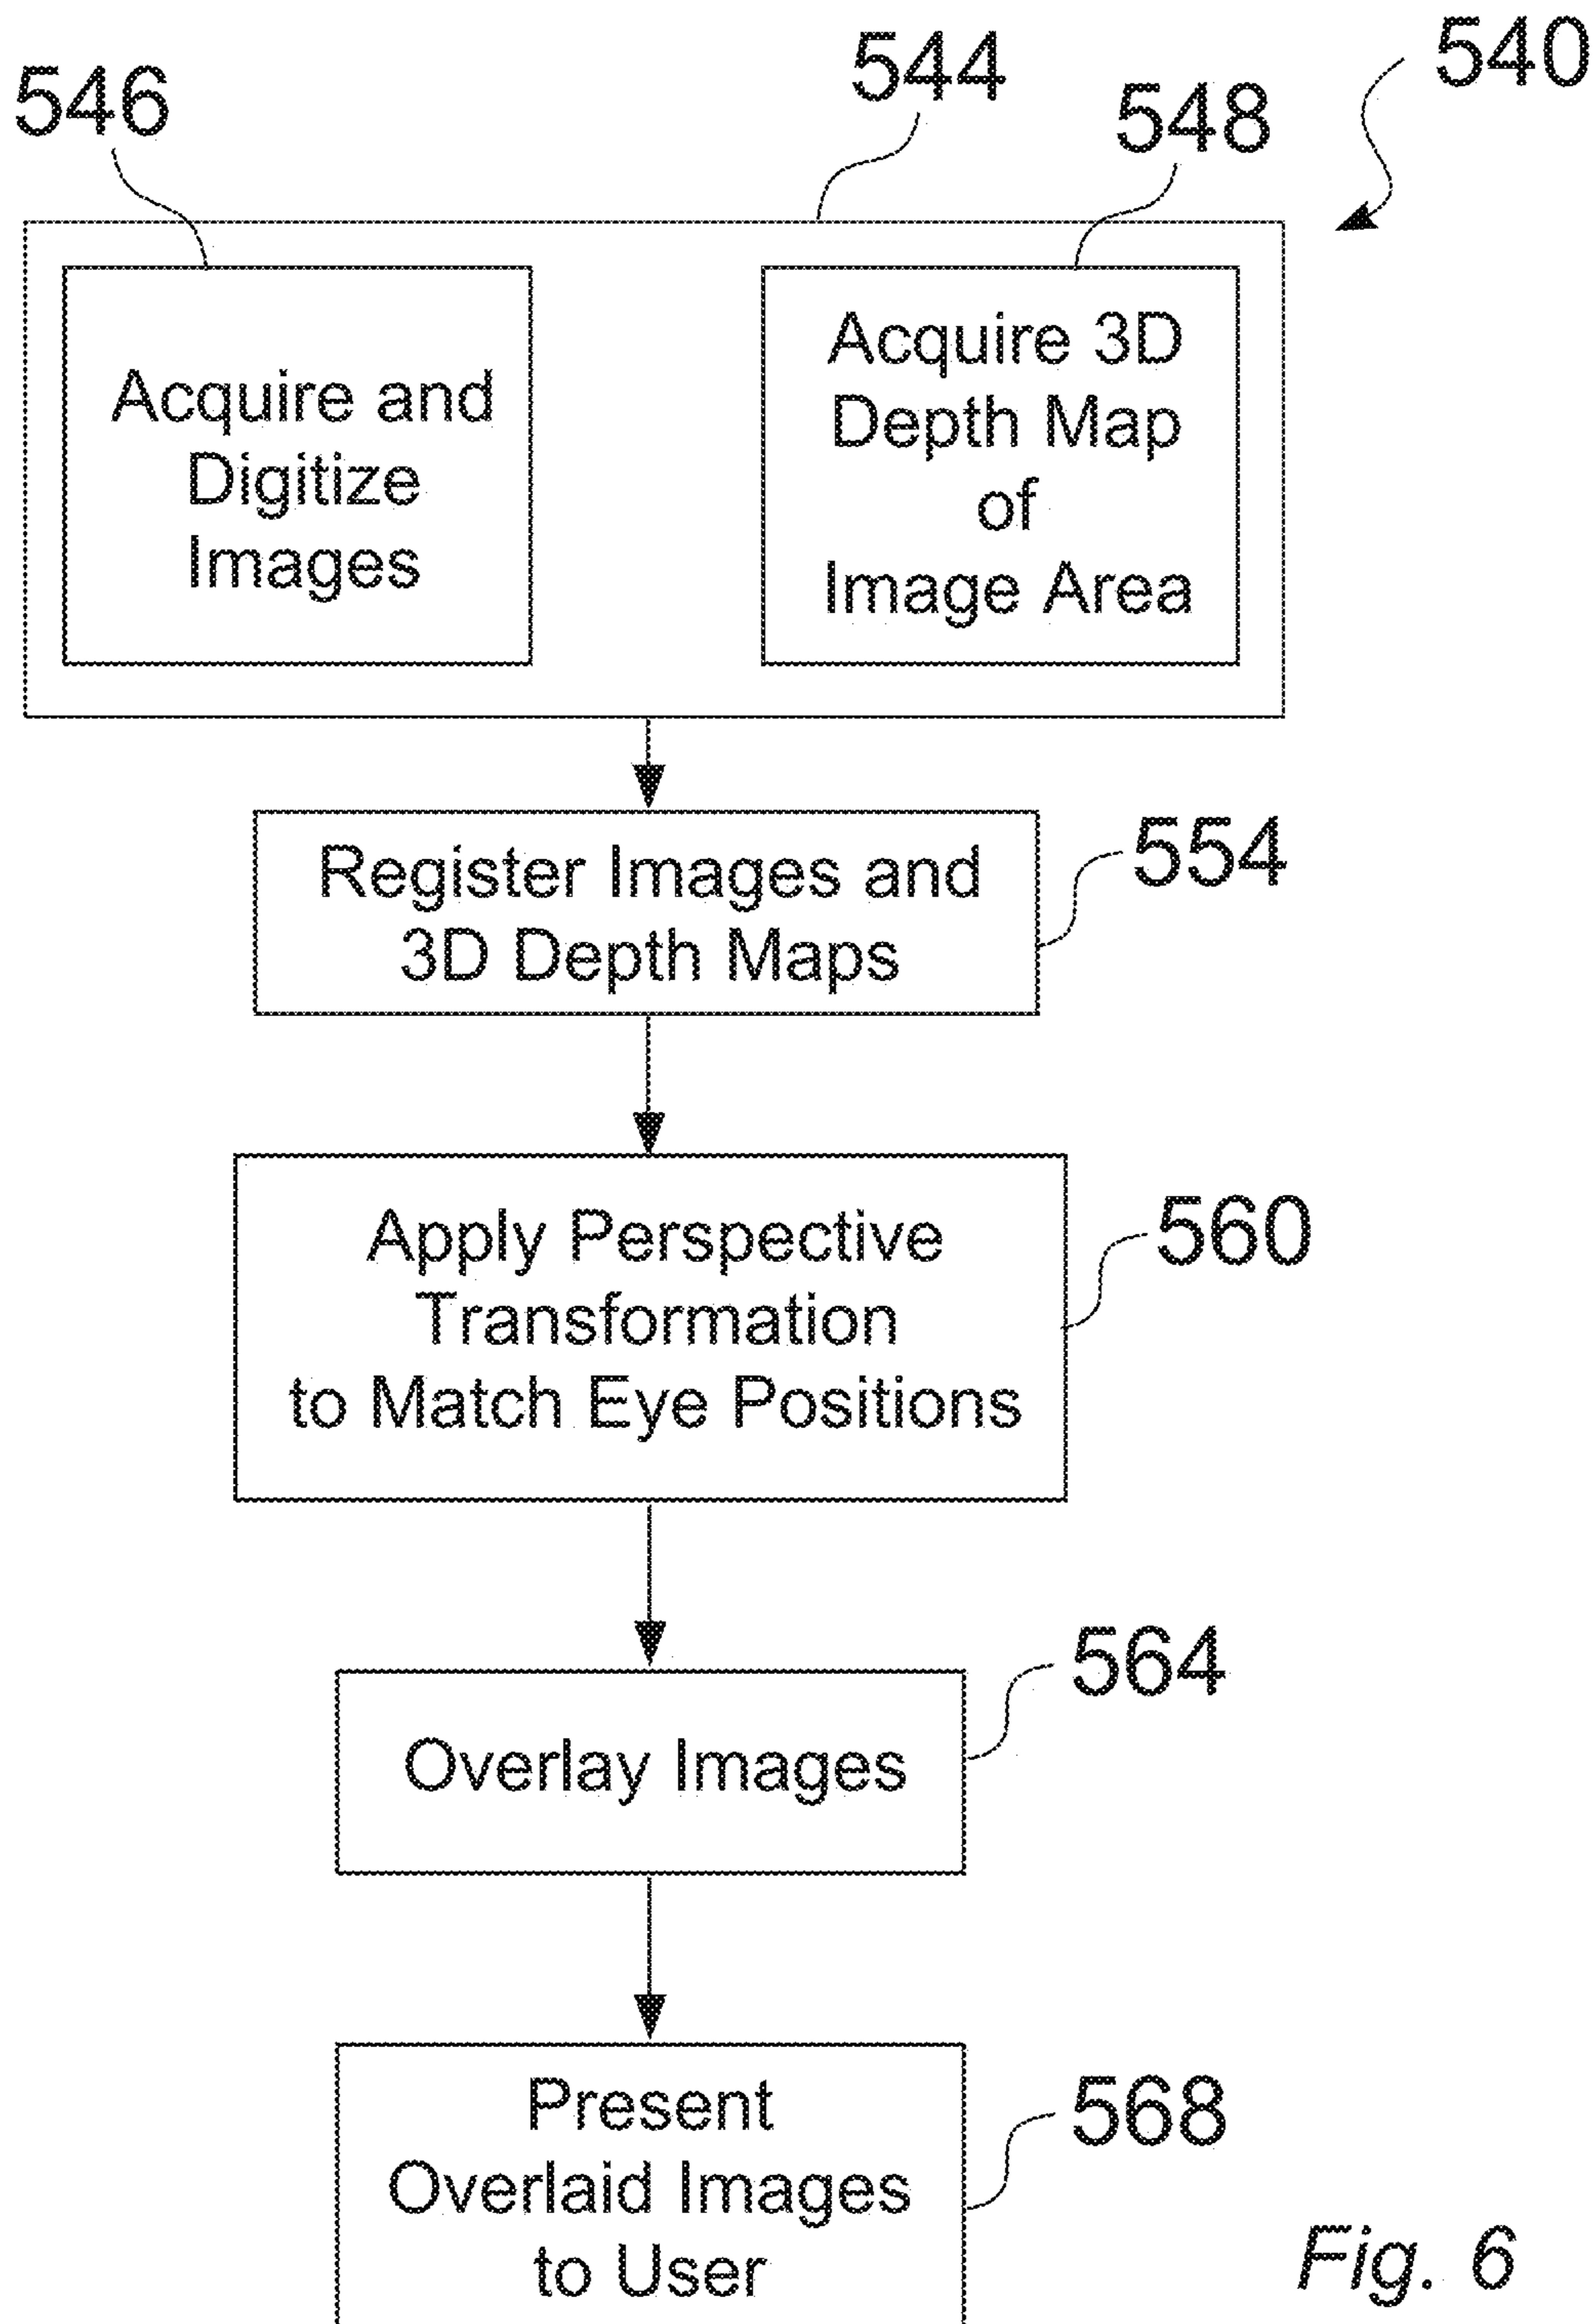 540
544
546
548
Acquire and
Digitize
Images
Acquire 3D
Depth Map
of
Image Area
Register Images and
3D Depth Maps
554
Apply Perspective
Transformation
to Match Eye Positions
560
Overlay Images
564
Present
Overlaid Images
to User
568
Fig. 6